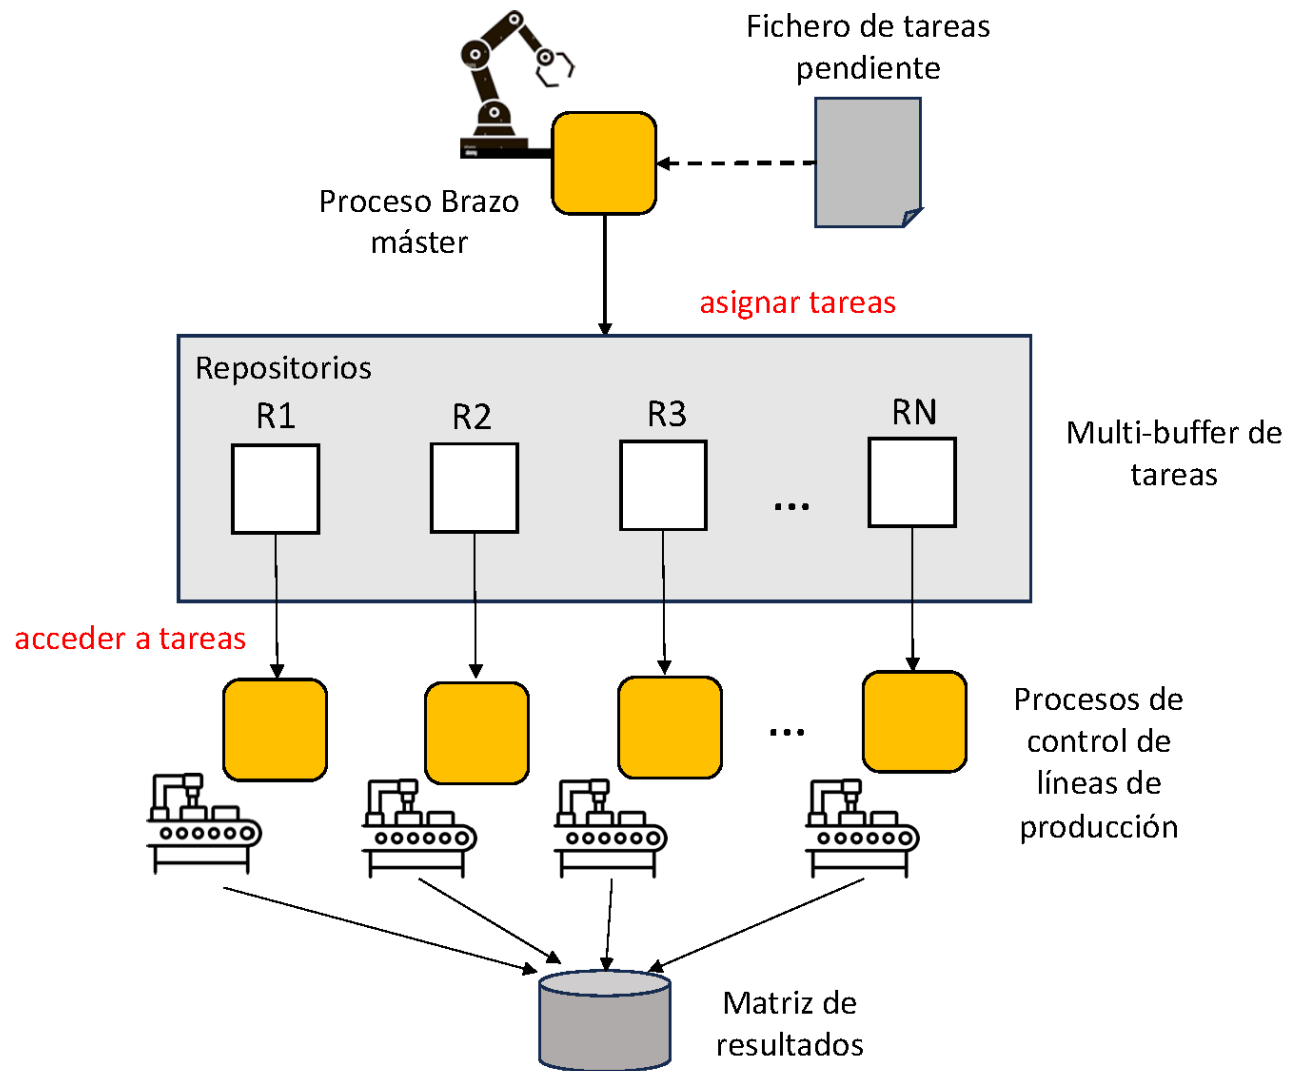 Fichero de tareas
pendiente
Proceso Brazo
máster
asignar tareas
Repositorios
R1
R2
R3
RN
...
Multi-buffer de
tareas
acceder a tareas
...
Procesos de
control de
líneas de
producción
Matriz de
resultados